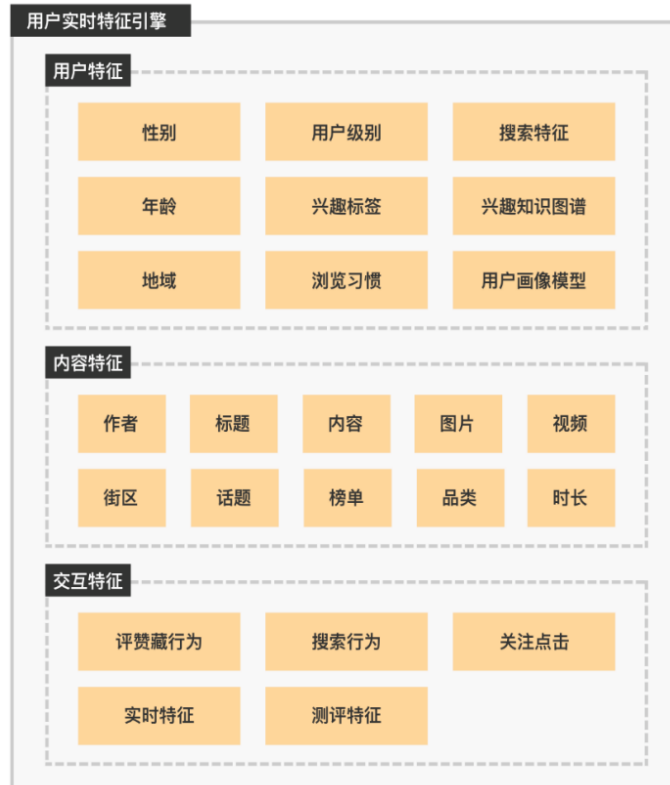 用户实时特征引擎
用户特征
性别 用户级别 搜索特征
年龄 兴趣标签 兴趣知识图谱
地域 浏览习惯 用户画像模型
内容特征
作者 标题 内容 图片 视频
街区 话题 榜单 品类 时长
交互特征
评赞藏行为 搜索行为 关注点击
实时特征 测评特征